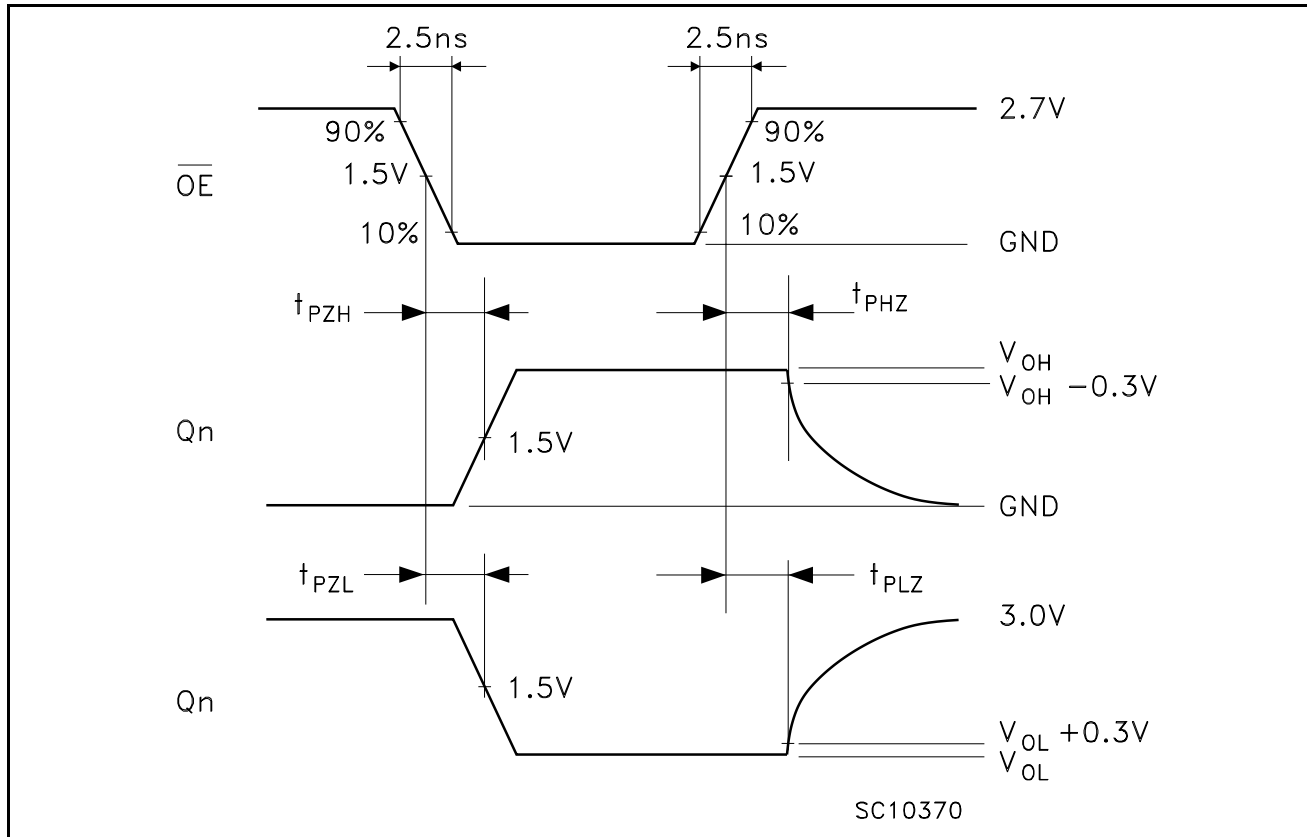 2.5ns 2.5ns
2.7V
90% 90%
O̅E̅ 1.5V 1.5V
10% 10%
GND
tPZH tPHZ
VOH
VOH −0.3V
Qn 1.5V
GND
tPZL tPLZ
3.0V
Qn 1.5V
VOL +0.3V
VOL
SC10370